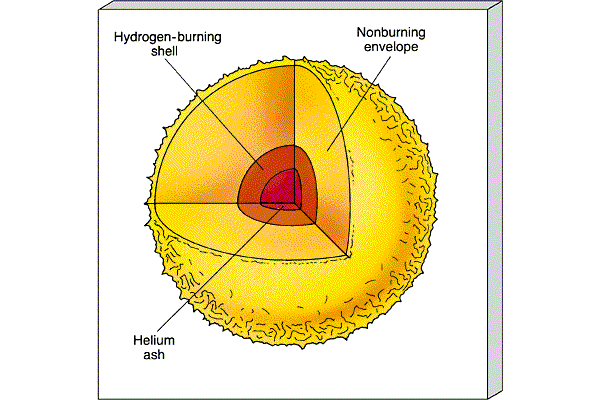 Hydrogen-burning
shell
Nonburning
envelope
Helium
ash